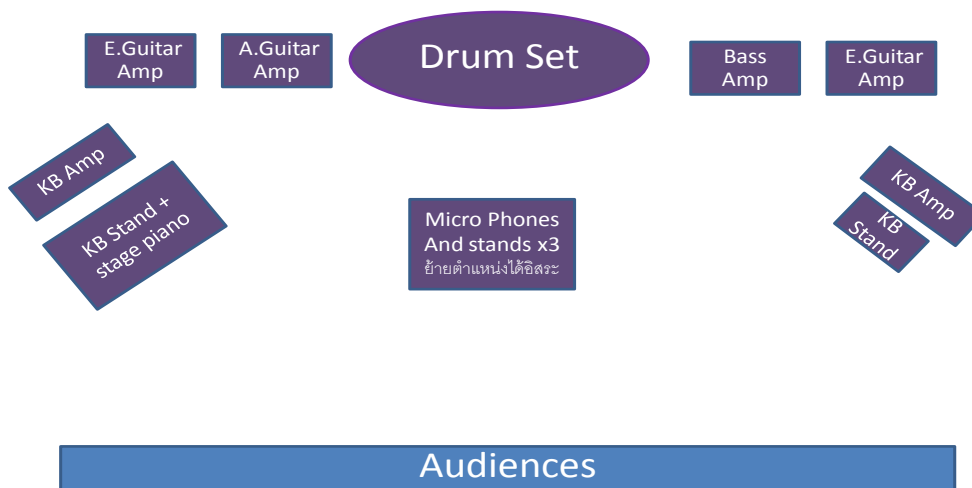 E.Guitar
Amp
A.Guitar
Amp
Drum Set
Bass
Amp
E.Guitar
Amp
KB Amp
KB Stand +
stage piano
Micro Phones
And stands x3
ย้ายตำแหน่งได้อิสระ
KB Amp
KB
Stand
Audiences